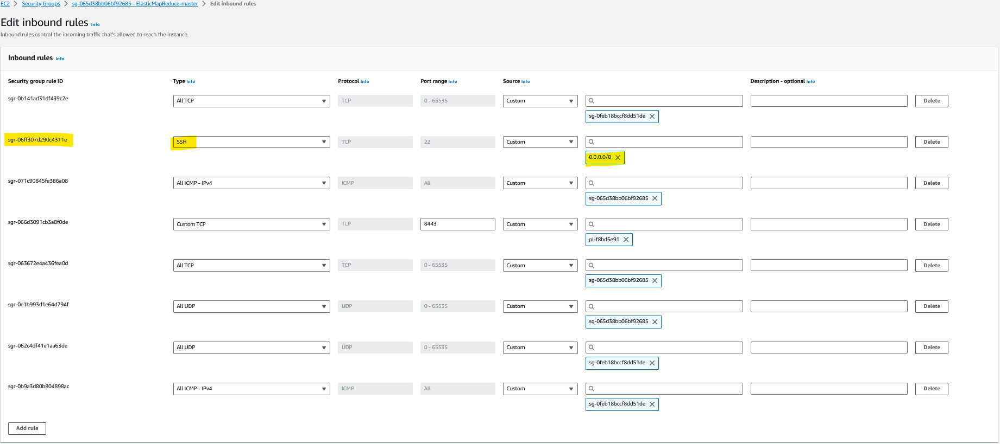 EC2 > Security Groups > sg-065d38bb06bf92685 - ElasticMapReduce-master > Edit inbound rules
Edit inbound rules Info
Inbound rules control the incoming traffic that's allowed to reach the instance.
Inbound rules Info
Security group rule ID Type Info Protocol Info Port range Info Source Info Description - optional Info
sgr-0b141ad31df439c2e All TCP TCP 0 - 65535 Custom Delete
sg-0feb18bccf8dd51de
sgr-06ff307d290c4311e SSH TCP 22 Custom Delete
0.0.0.0/0
sgr-071c90845fe386a08 All ICMP - IPv4 ICMP All Custom Delete
sg-065d38bb06bf92685
sgr-066d3091cb3a8f0de Custom TCP TCP 8443 Custom Delete
pl-f8bd5e91
sgr-063672e4a436fea0d All TCP TCP 0 - 65535 Custom Delete
sg-065d38bb06bf92685
sgr-0e1b993d1e64d794f All UDP UDP 0 - 65535 Custom Delete
sg-065d38bb06bf92685
sgr-062c4df41e1aa63de All UDP UDP 0 - 65535 Custom Delete
sg-0feb18bccf8dd51de
sgr-0b9a3d80b804898ac All ICMP - IPv4 ICMP All Custom Delete
sg-0feb18bccf8dd51de
Add rule